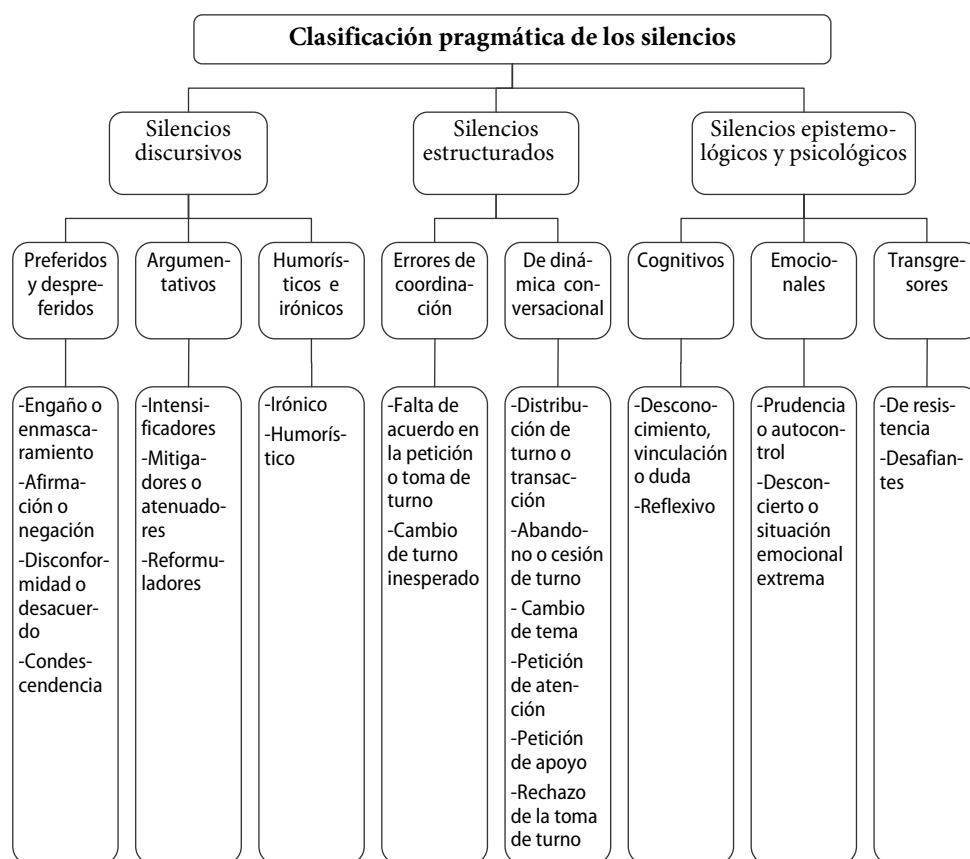 Clasificación pragmática de los silencios
Silencios
discursivos
Silencios
estructurados
Silencios epistemo-
lógicos y psicológicos
Preferidos
y despre-
feridos
Argumen-
tativos
Humorís-
ticos e
irónicos
Errores de
coordina-
ción
De diná-
mica con-
versacional
Cognitivos
Emocio-
nales
Transgre-
sores
-Engaño o
enmasca-
ramiento
-Afirma-
ción o
negación
-Disconfor-
midad o
desacuer-
do
-Condes-
cendencia
-Intensi-
ficadores
-Mitiga-
dores o
atenuado-
res
-Reformu-
ladores
-Irónico
-Humorís-
tico
-Falta de
acuerdo en
la petición
o toma de
turno
-Cambio
de turno
inesperado
-Distribu-
ción de
turno o
transac-
ción
-Abando-
no o cesión
de turno
- Cambio
de tema
-Petición
de aten-
ción
-Petición
de apoyo
-Rechazo
de la toma
de turno
-Descono-
cimiento,
vinculación
o duda
-Reflexivo
-Prudencia
o autocon-
trol
-Descon-
cierto o
situación
emocional
extrema
-De resis-
tencia
-Desafian-
tes